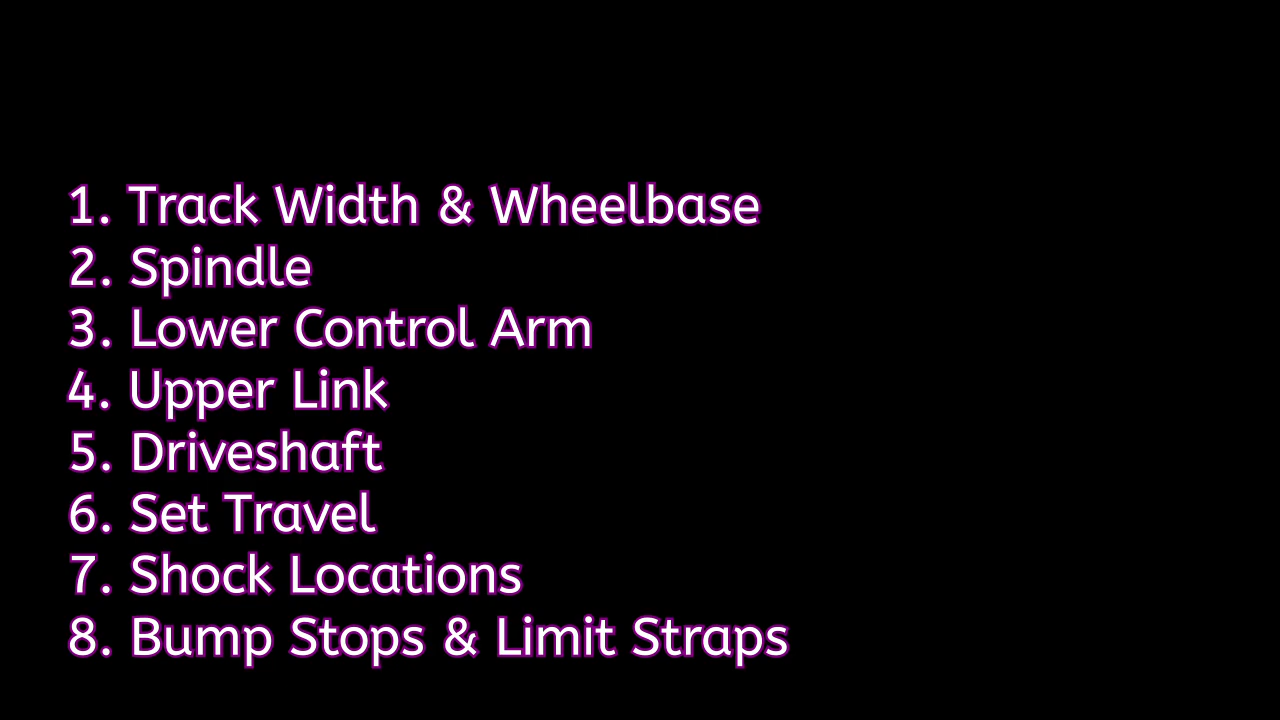 1. Track Width & Wheelbase
2. Spindle
3. Lower Control Arm
4. Upper Link
5. Driveshaft
6. Set Travel
7. Shock Locations
8. Bump Stops & Limit Straps